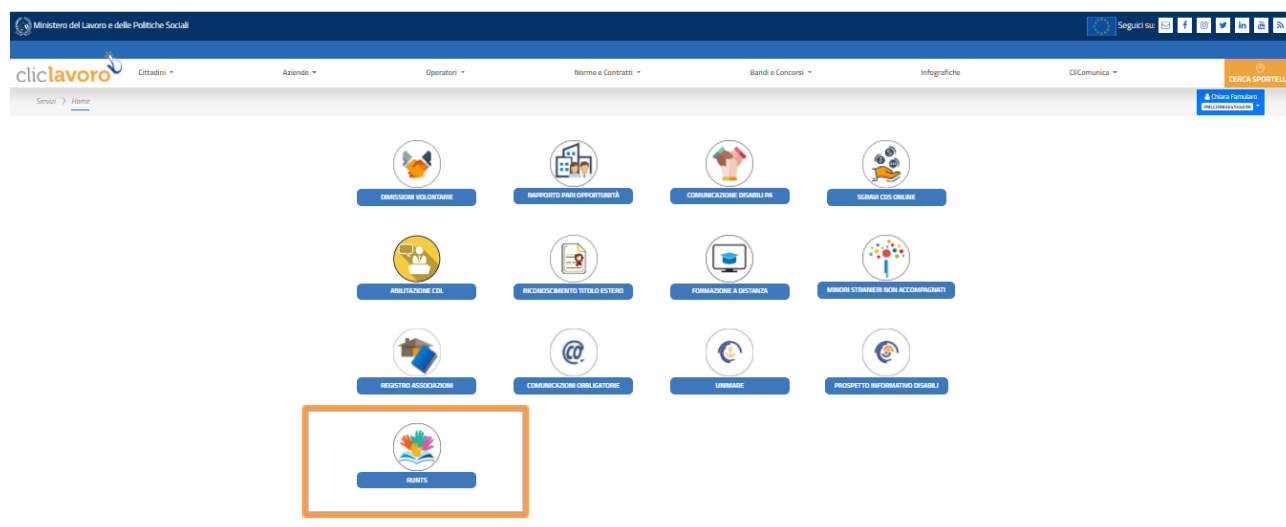 Ministero del Lavoro e delle Politiche Sociali
Seguici su:
cliclavoro
Cittadini
Aziende
Operatori
Norme e Contratti
Bandi e Concorsi
Infografiche
CliComunica
CERCA SPORTELL
Servizi > Home
Chiara Famularo
DIMISSIONI VOLONTARIE
RAPPORTO PARI OPPORTUNITÀ
COMUNICAZIONE DISABILI PA
SGRAVI CDS ONLINE
ABILITAZIONE CDL
RICONOSCIMENTO TITOLO ESTERO
FORMAZIONE A DISTANZA
MINORI STRANIERI NON ACCOMPAGNATI
REGISTRO ASSOCIAZIONI
CO
COMUNICAZIONI OBBLIGATORIE
UNIMARE
PROSPETTO INFORMATIVO DISABILI
RUNTS